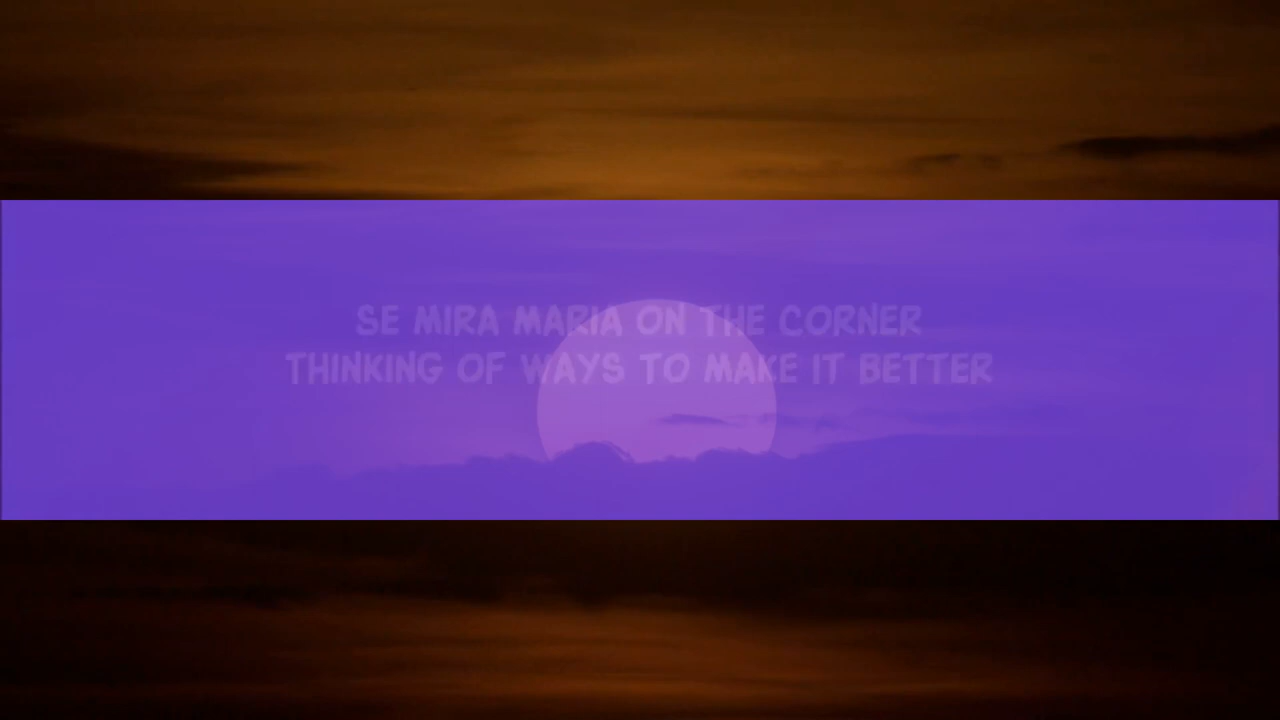 SE MIRA MARIA ON THE CORNER
THINKING OF WAYS TO MAKE IT BETTER